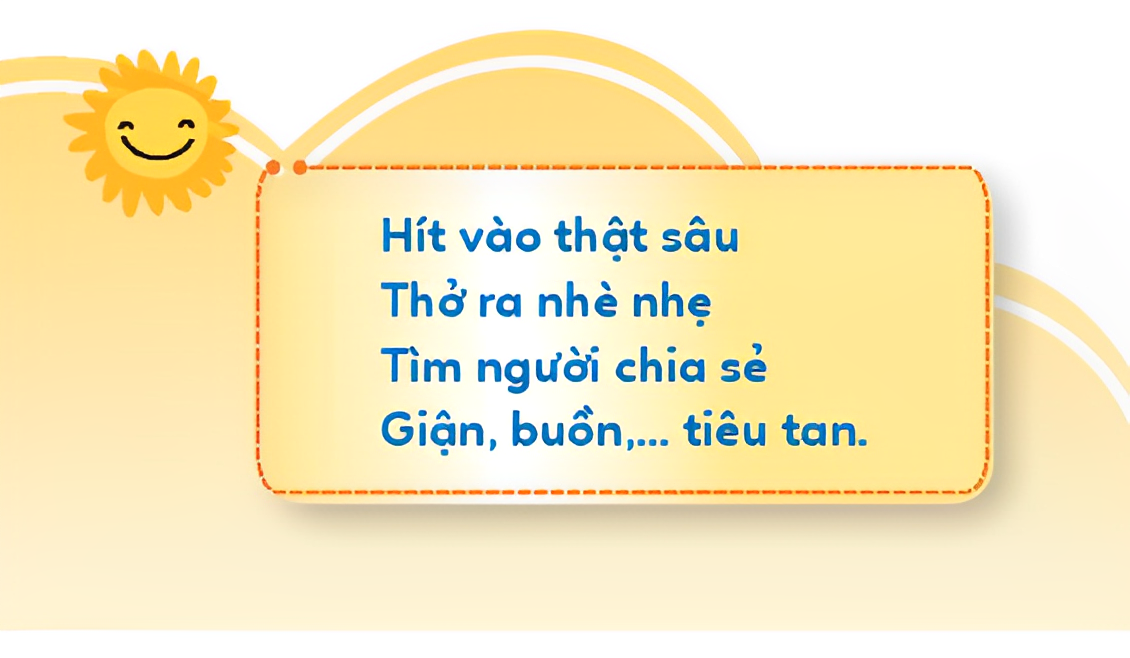 Hít vào thật sâu
Thở ra nhè nhẹ
Tìm người chia sẻ
Giận, buồn,... tiêu tan.